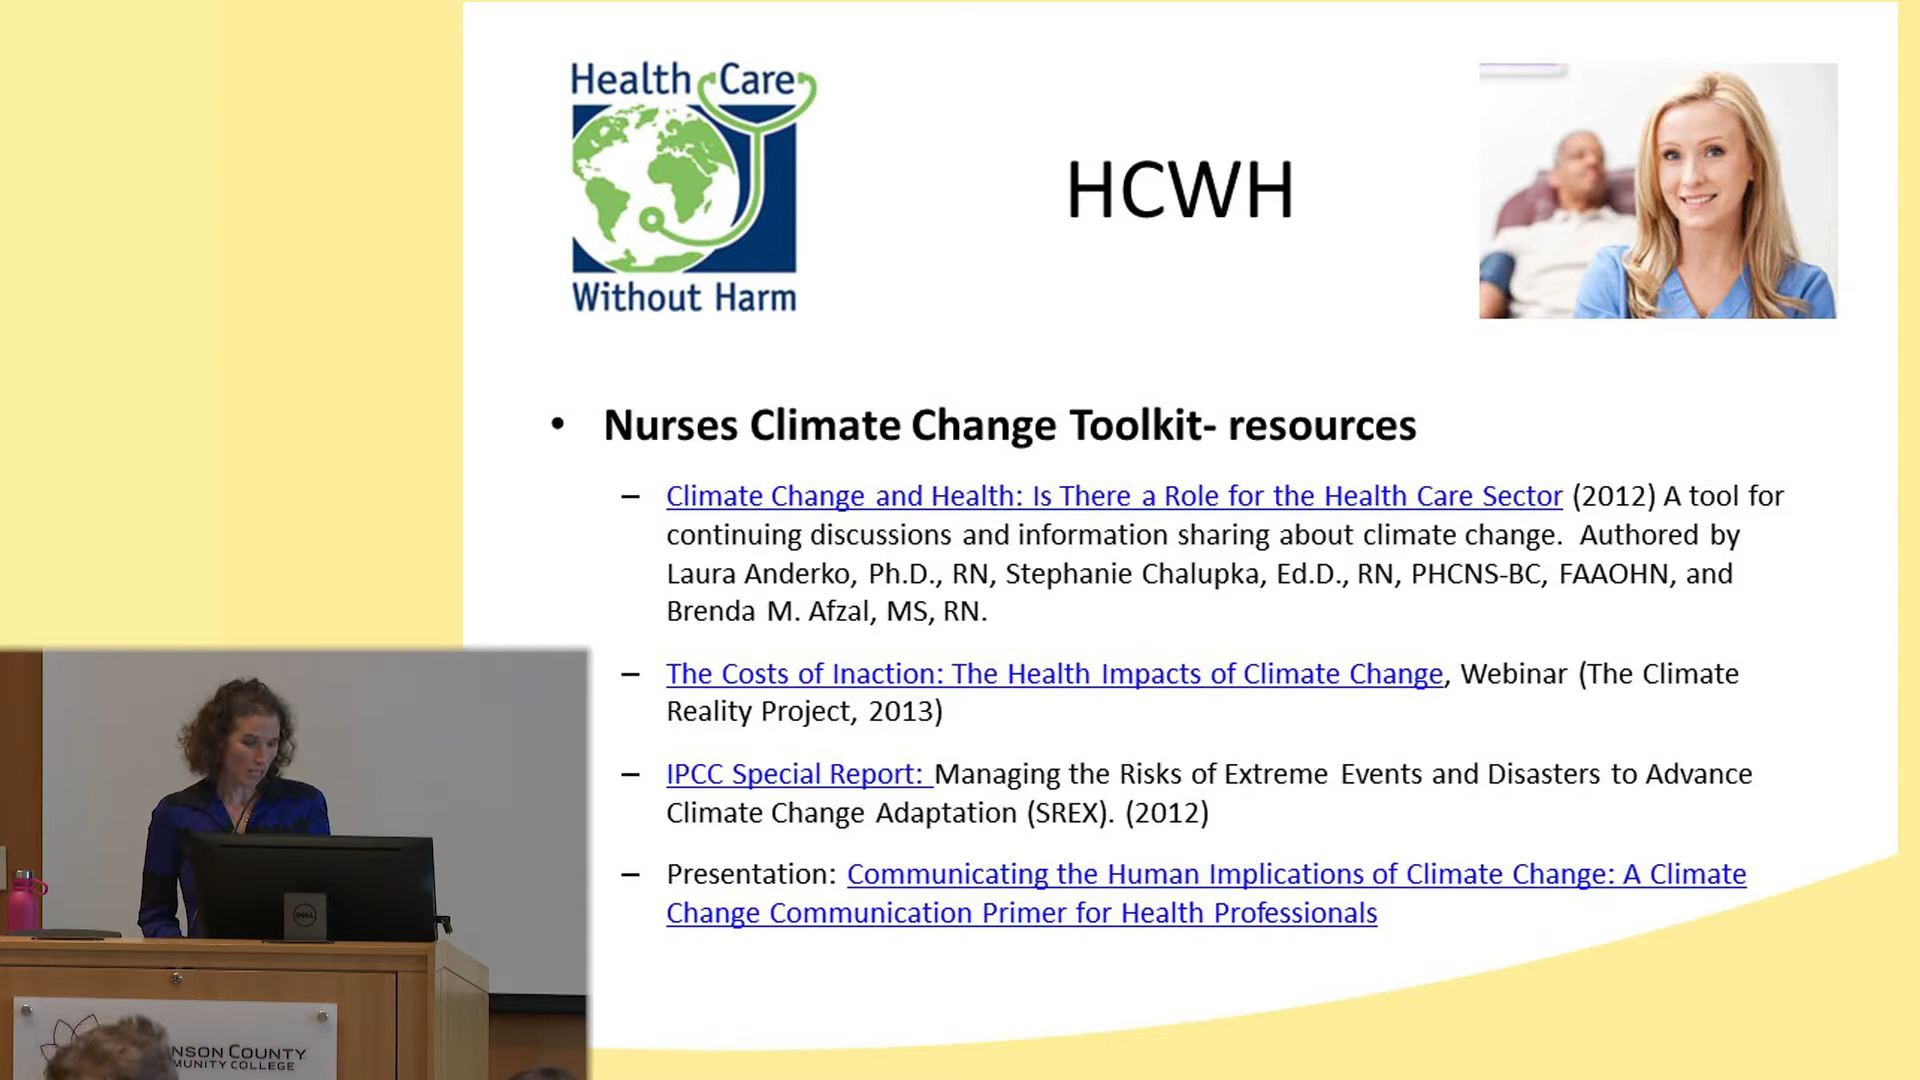 Health Care
Without Harm
HCWH
• Nurses Climate Change Toolkit- resources
– Climate Change and Health: Is There a Role for the Health Care Sector (2012) A tool for
continuing discussions and information sharing about climate change. Authored by
Laura Anderko, Ph.D., RN, Stephanie Chalupka, Ed.D., RN, PHCNS-BC, FAAOHN, and
Brenda M. Afzal, MS, RN.
– The Costs of Inaction: The Health Impacts of Climate Change, Webinar (The Climate
Reality Project, 2013)
– IPCC Special Report: Managing the Risks of Extreme Events and Disasters to Advance
Climate Change Adaptation (SREX). (2012)
– Presentation: Communicating the Human Implications of Climate Change: A Climate
Change Communication Primer for Health Professionals
DELL
NSON COUNTY
MUNITY COLLEGE